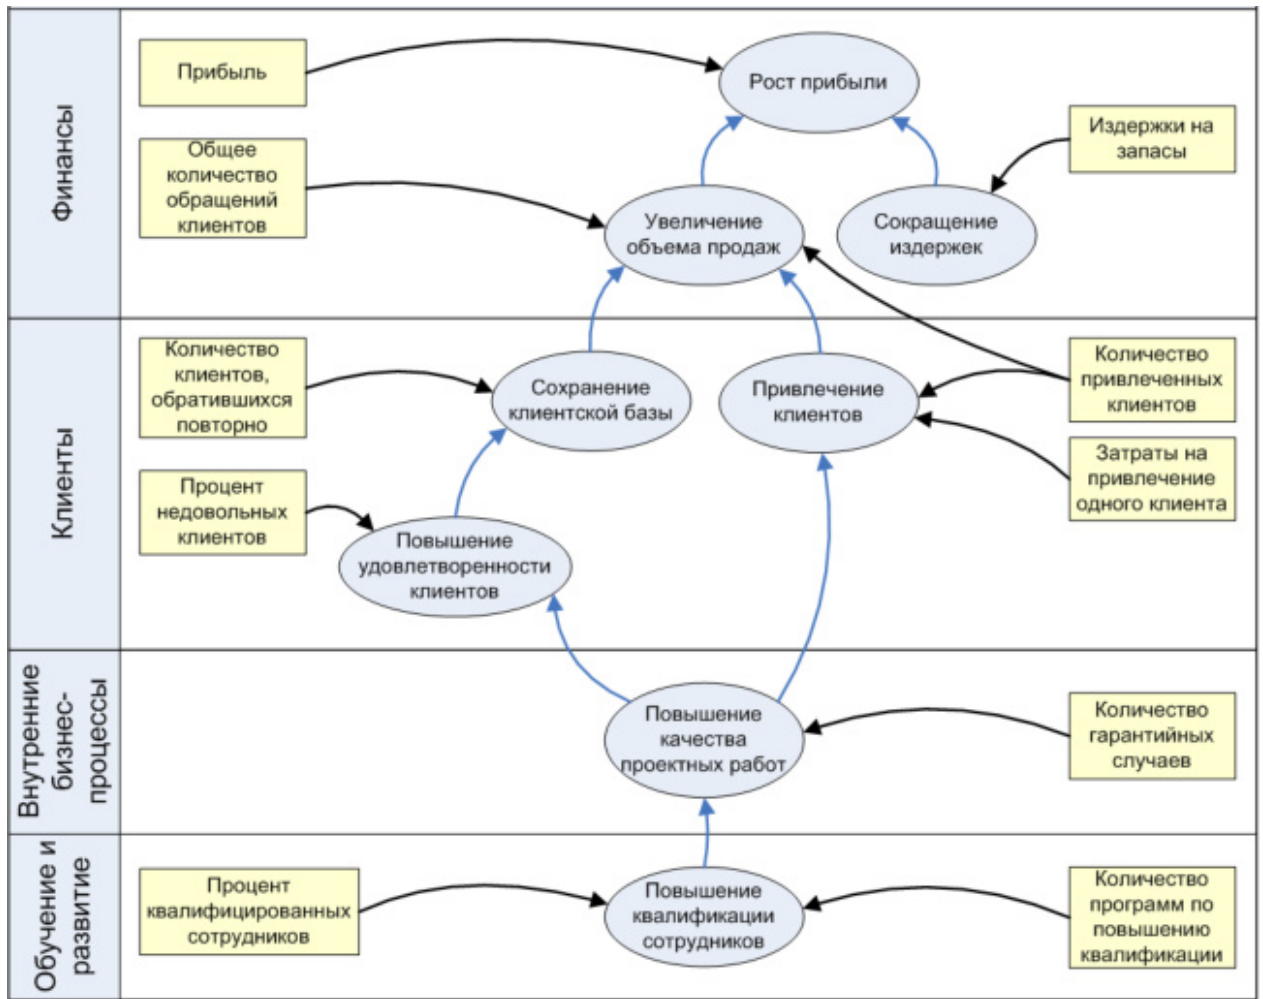 Финансы
Прибыль
Рост прибыли
Издержки на
запасы
Общее
количество
обращений
клиентов
Увеличение
объема продаж
Сокращение
издержек
Клиенты
Количество
клиентов,
обратившихся
повторно
Сохранение
клиентской базы
Привлечение
клиентов
Количество
привлеченных
клиентов
Затраты на
привлечение
одного клиента
Процент
недовольных
клиентов
Повышение
удовлетворенности
клиентов
Внутренние
бизнес-
процессы
Повышение
качества
проектных работ
Количество
гарантийных
случаев
Обучение и
развитие
Процент
квалифицированных
сотрудников
Повышение
квалификации
сотрудников
Количество
программ по
повышению
квалификации